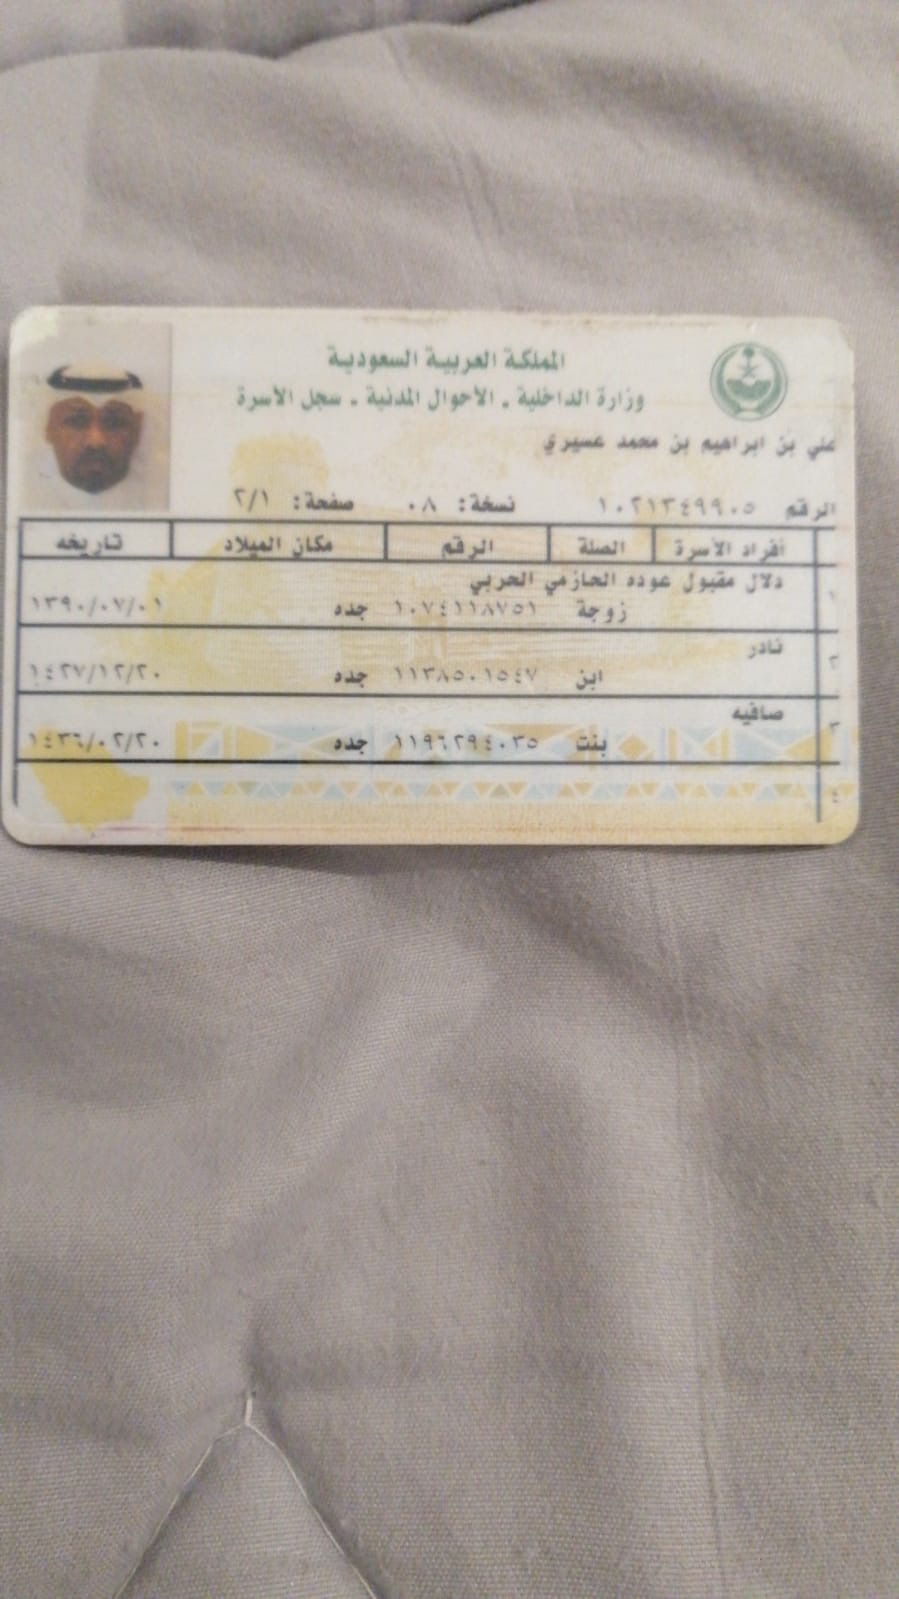 المملكة العربية السعودية
وزارة الداخلية - الأحوال المدنية - سجل الأسرة
علي بن ابراهيم بن محمد عسيري
الرقم ١٠٢١٣٤٩٩٠٥ نسخة: ٠٨ صفحة: ٢/١
أفراد الأسرة الصلة الرقم مكان الميلاد تاريخه
١ دلال مقبول عوده الحازمي الحربي
زوجة ١٠٧٤١١٨٧٥١ جده ١٣٩٠/٠٧/٠١
٢ نادر
ابن ١١٣٨٥٠١٥٤٧ جده ١٤٢٧/١٢/٢٠
٣ صافيه
بنت ١١٩٦٢٩٤٠٣٥ جده ١٤٣٦/٠٢/٢٠
٤